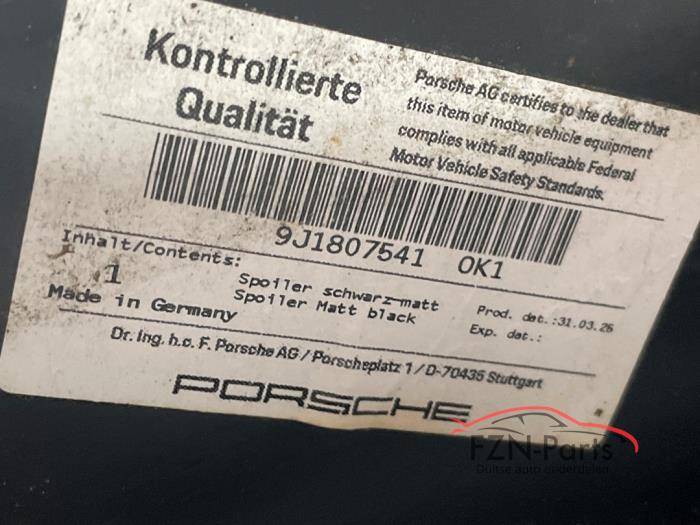 Kontrollierte
Qualität
Porsche AG certifies to the dealer that
this item of motor vehicle equipment
complies with all applicable Federal
Motor Vehicle Safety Standards.
9J1807541 OK1
Inhalt/Contents:
1
Spoiler schwarz-matt
Spoiler Matt black
Made in Germany
Prod. dat.:31.03.26
Exp. dat.:
Dr. Ing. h.c. F. Porsche AG / Porscheplatz 1 / D-70435 Stuttgart
PORSCHE
FZN-Parts
Duitse auto onderdelen